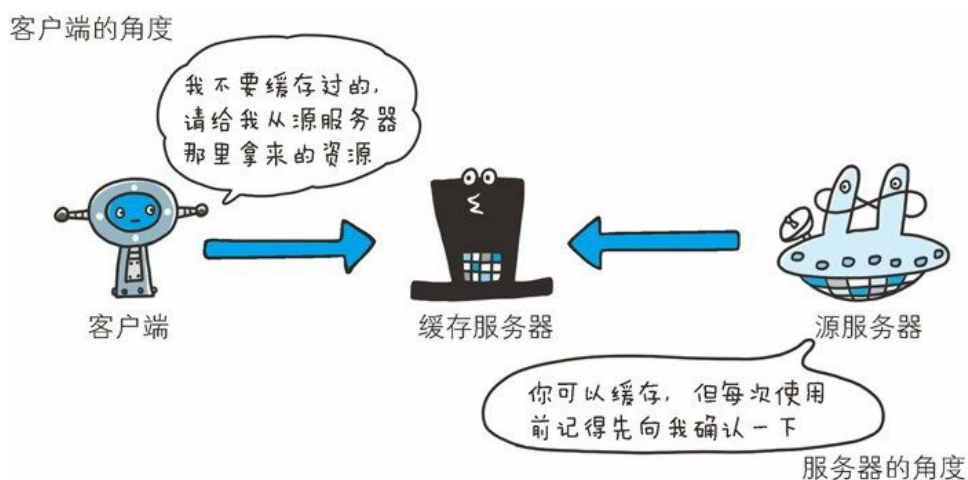 客户端的角度
我不要缓存过的,
请给我从源服务器
那里拿来的资源
客户端
缓存服务器
源服务器
你可以缓存, 但每次使用
前记得先向我确认一下
服务器的角度